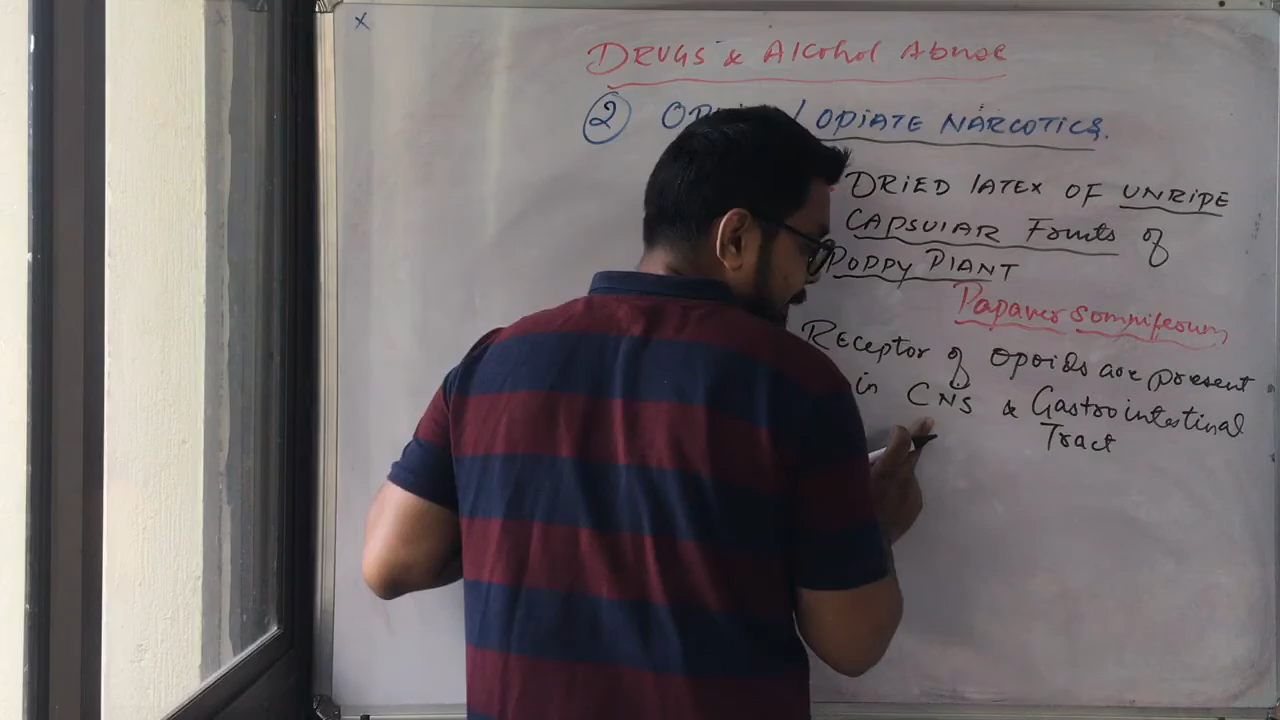 x
DRUGS & Alcohol Abuse
② / OPIATE NARCOTICS.
DRIED LATEX OF UNRIPE
CAPSULAR Fruits of
POPPY PLANT
Papaver somniferum
Receptor of opoids are present
in CNS & Gastrointestinal
Tract